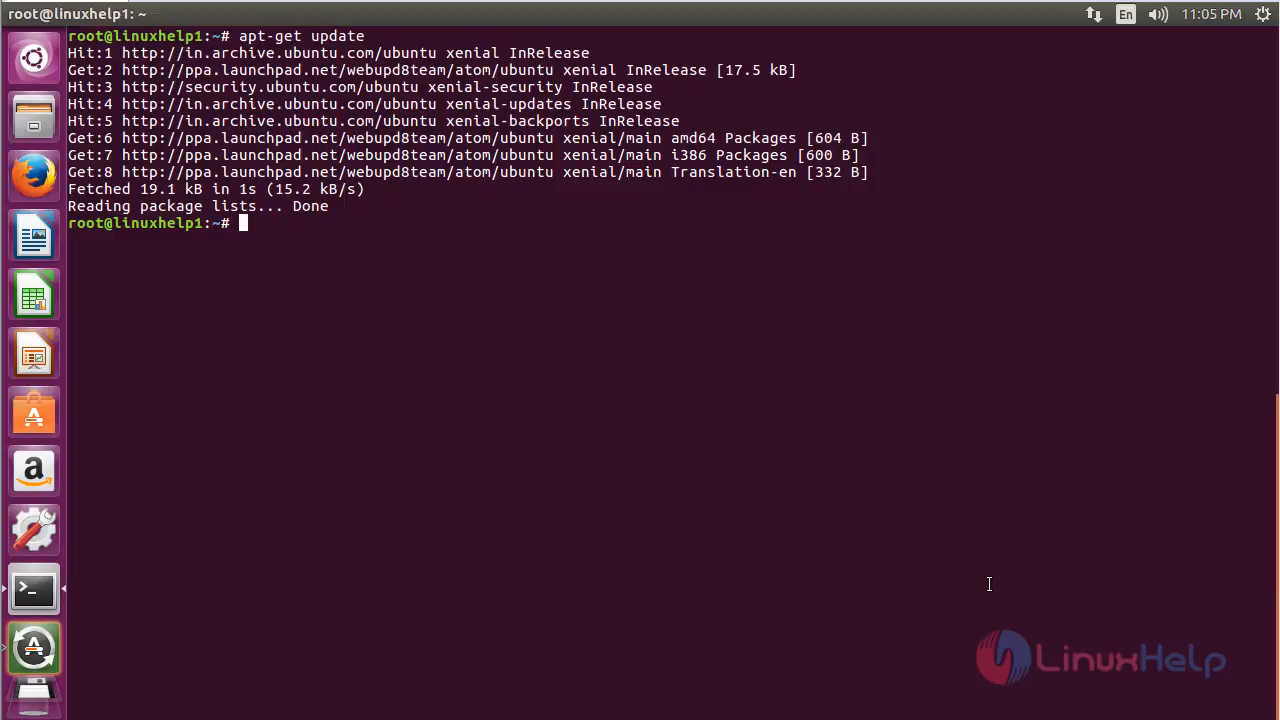 root@linuxhelp1: ~
En
11:05 PM
root@linuxhelp1:~# apt-get update
Hit:1 http://in.archive.ubuntu.com/ubuntu xenial InRelease
Get:2 http://ppa.launchpad.net/webupd8team/atom/ubuntu xenial InRelease [17.5 kB]
Hit:3 http://security.ubuntu.com/ubuntu xenial-security InRelease
Hit:4 http://in.archive.ubuntu.com/ubuntu xenial-updates InRelease
Hit:5 http://in.archive.ubuntu.com/ubuntu xenial-backports InRelease
Get:6 http://ppa.launchpad.net/webupd8team/atom/ubuntu xenial/main amd64 Packages [604 B]
Get:7 http://ppa.launchpad.net/webupd8team/atom/ubuntu xenial/main i386 Packages [600 B]
Get:8 http://ppa.launchpad.net/webupd8team/atom/ubuntu xenial/main Translation-en [332 B]
Fetched 19.1 kB in 1s (15.2 kB/s)
Reading package lists... Done
root@linuxhelp1:~#
LinuxHelp